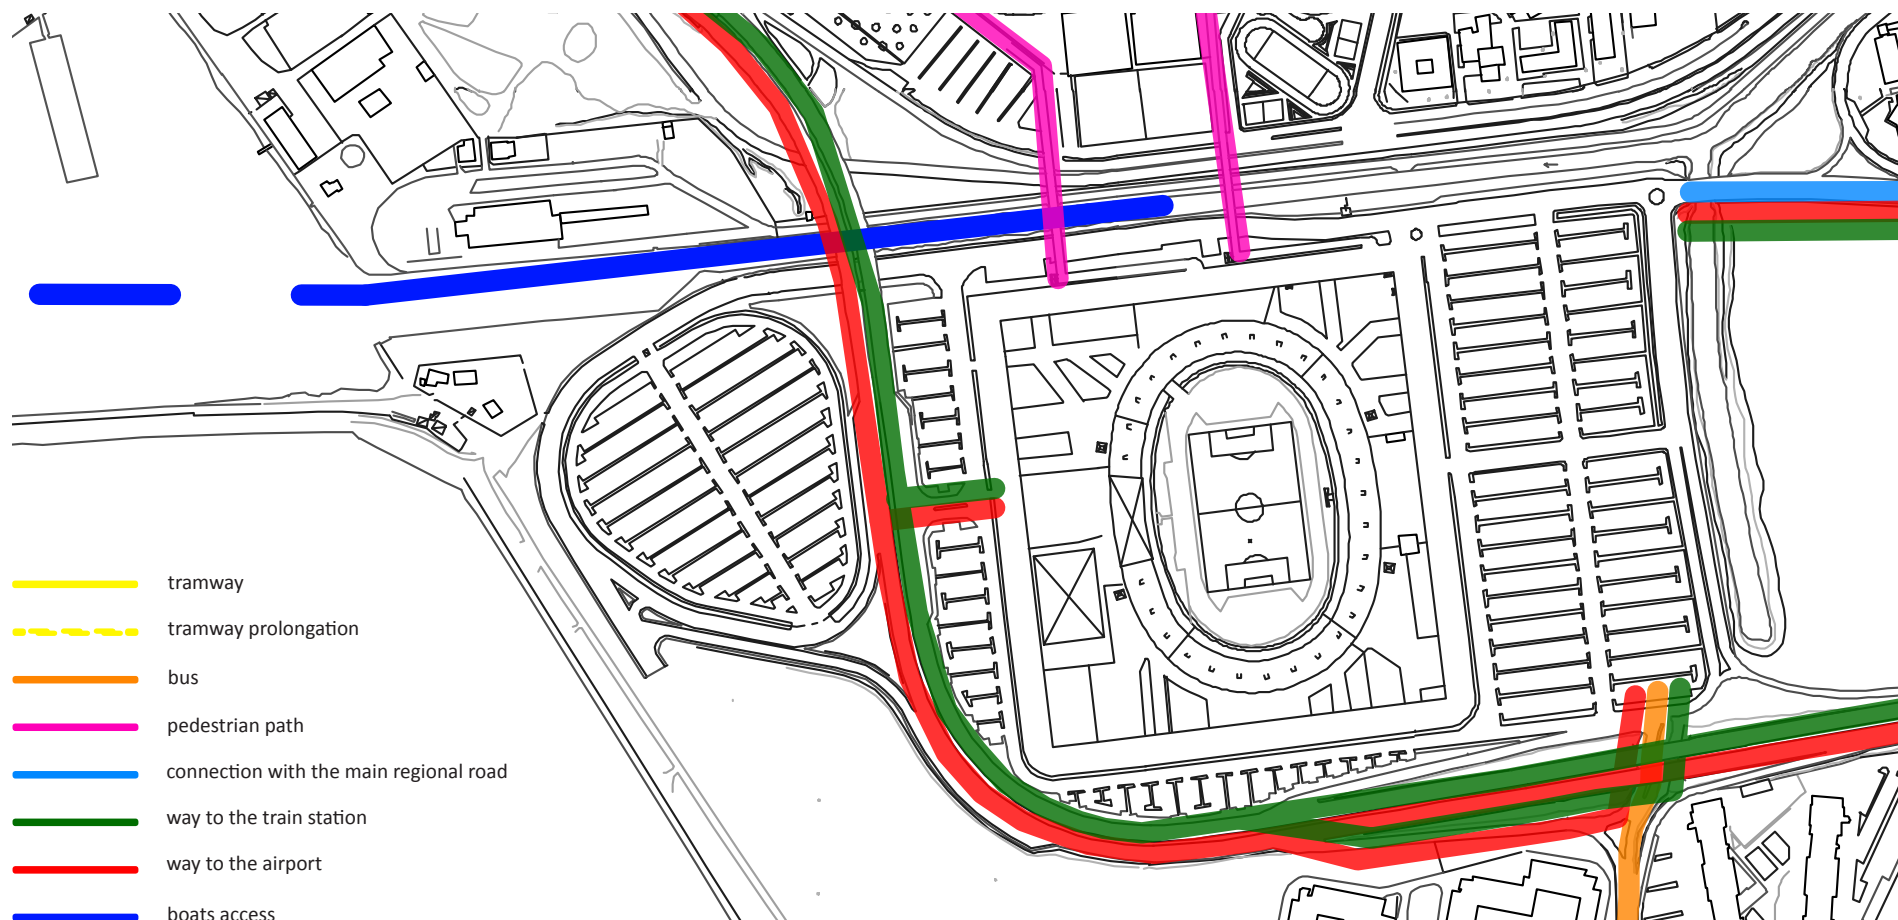 tramway
tramway prolongation
bus
pedestrian path
connection with the main regional road
way to the train station
way to the airport
boats access